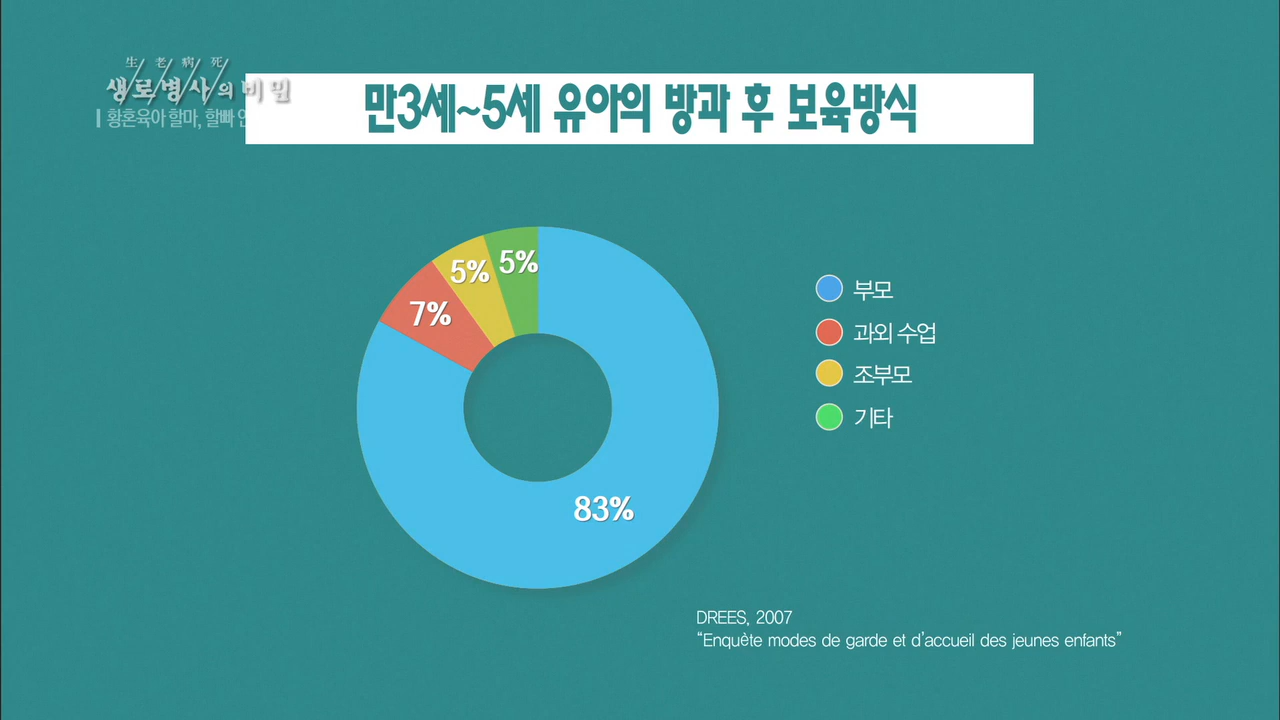 生老病死
생로병사의 비밀
황혼육아 할마, 할빠
만3세~5세 유아의 방과 후 보육방식
5%
5%
7%
83%
부모
과외 수업
조부모
기타
DREES, 2007
“Enquète modes de garde et d’accueil des jeunes enfants”